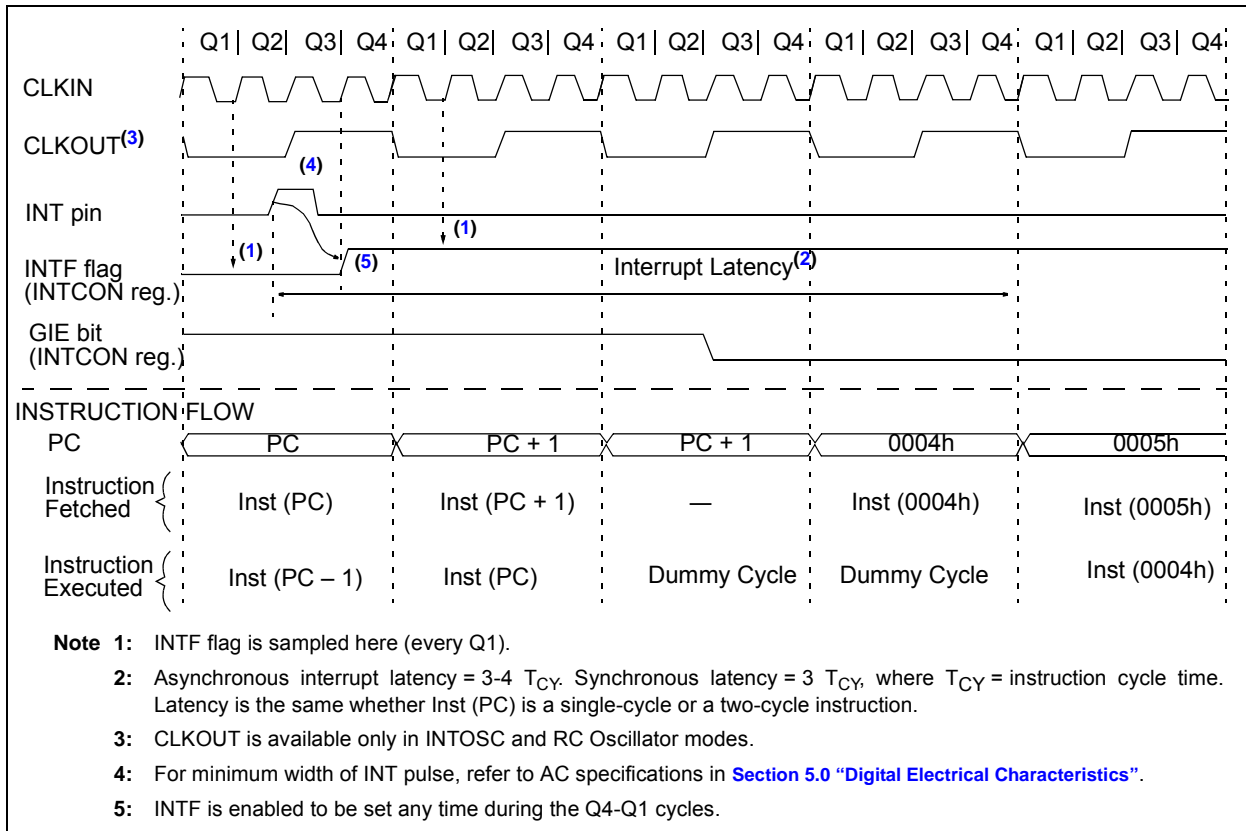 Q1| Q2| Q3| Q4 Q1| Q2| Q3| Q4 Q1| Q2| Q3| Q4 Q1| Q2| Q3| Q4 Q1| Q2| Q3| Q4
CLKIN
CLKOUT(3)
(4)
INT pin
(1)
(1)
(5)
INTF flag
(INTCON reg.)
Interrupt Latency(2)
GIE bit
(INTCON reg.)
INSTRUCTION FLOW
PC PC PC + 1 PC + 1 0004h 0005h
Instruction
Fetched
Inst (PC) Inst (PC + 1) — Inst (0004h) Inst (0005h)
Instruction
Executed
Inst (PC – 1) Inst (PC) Dummy Cycle Dummy Cycle Inst (0004h)
Note 1: INTF flag is sampled here (every Q1).
2: Asynchronous interrupt latency = 3-4 TCY. Synchronous latency = 3 TCY, where TCY = instruction cycle time.
Latency is the same whether Inst (PC) is a single-cycle or a two-cycle instruction.
3: CLKOUT is available only in INTOSC and RC Oscillator modes.
4: For minimum width of INT pulse, refer to AC specifications in Section 5.0 “Digital Electrical Characteristics”.
5: INTF is enabled to be set any time during the Q4-Q1 cycles.